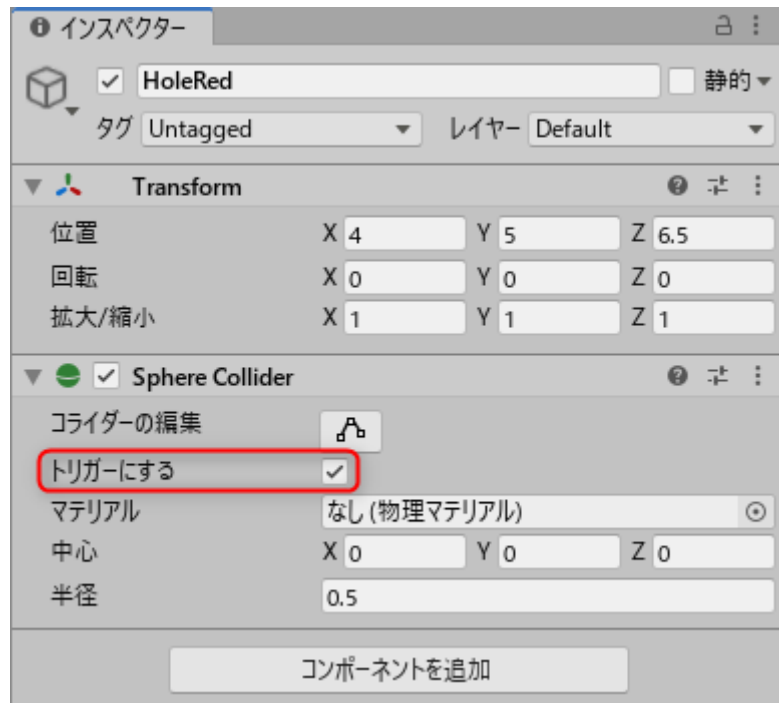 インスペクター
HoleRed 静的
タグ Untagged レイヤー Default
Transform
位置 X 4 Y 5 Z 6.5
回転 X 0 Y 0 Z 0
拡大/縮小 X 1 Y 1 Z 1
Sphere Collider
コライダーの編集
トリガーにする
マテリアル なし (物理マテリアル)
中心 X 0 Y 0 Z 0
半径 0.5
コンポーネントを追加